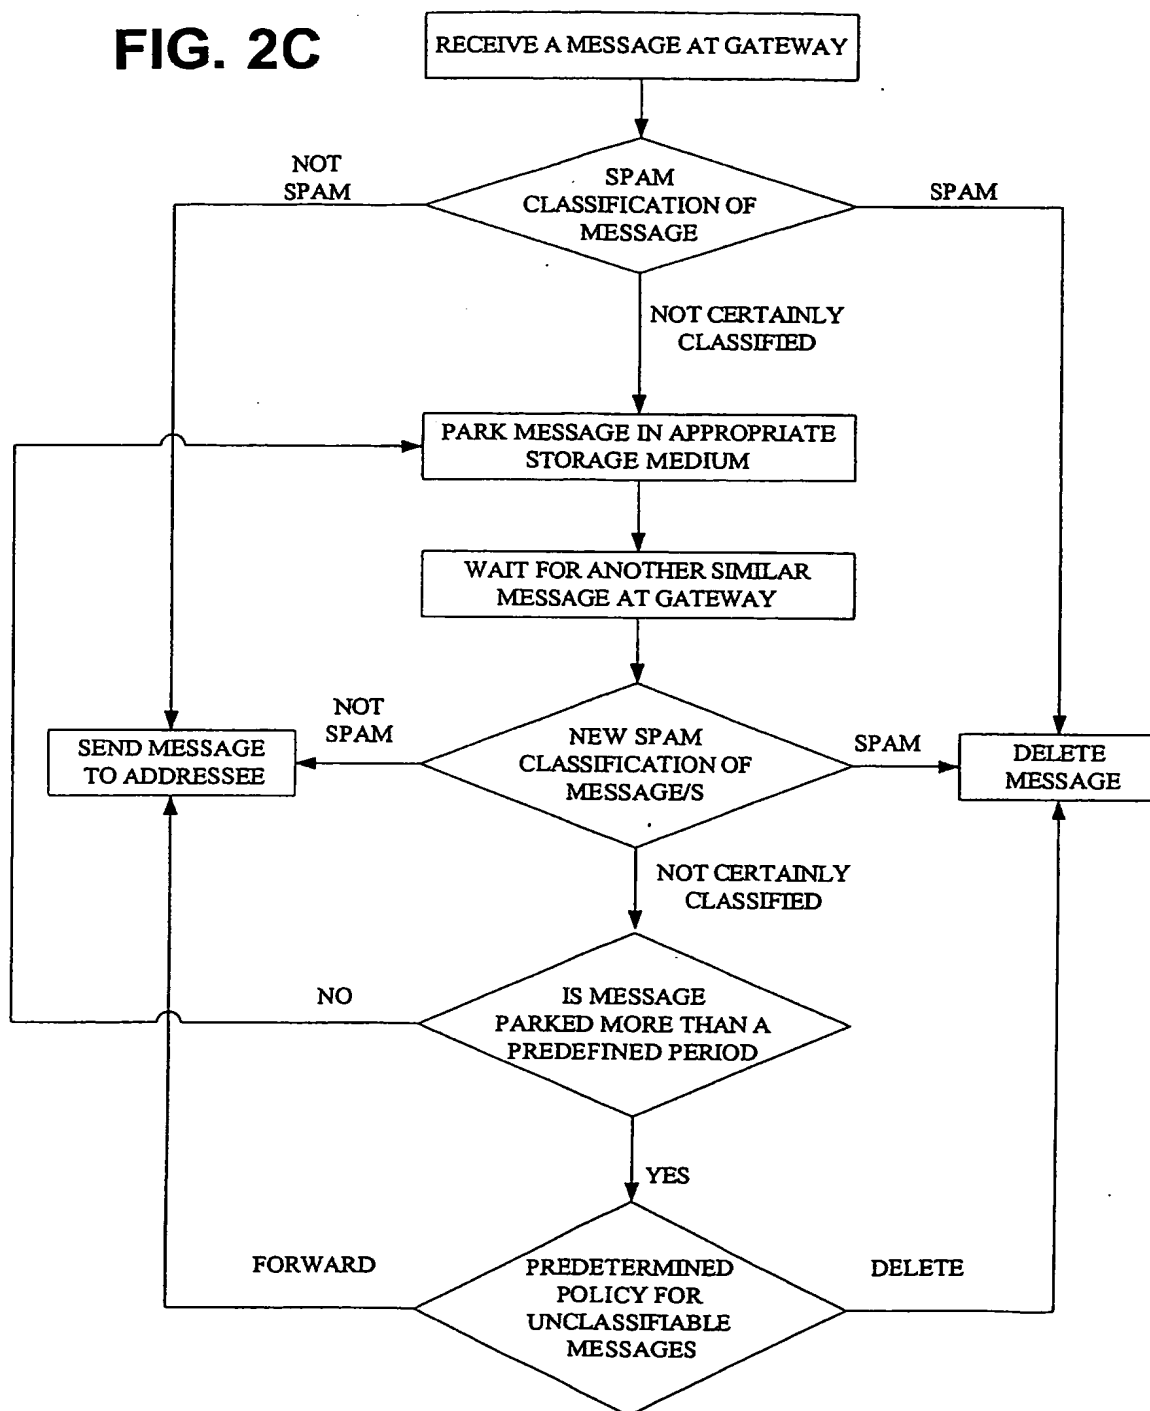 FIG. 2C
RECEIVE A MESSAGE AT GATEWAY
NOT
SPAM
SPAM
CLASSIFICATION OF
MESSAGE
SPAM
NOT CERTAINLY
CLASSIFIED
PARK MESSAGE IN APPROPRIATE
STORAGE MEDIUM
WAIT FOR ANOTHER SIMILAR
MESSAGE AT GATEWAY
NOT
SPAM
NEW SPAM
CLASSIFICATION OF
MESSAGE/S
SPAM
SEND MESSAGE
TO ADDRESSEE
DELETE
MESSAGE
NOT CERTAINLY
CLASSIFIED
NO
IS MESSAGE
PARKED MORE THAN A
PREDEFINED PERIOD
YES
FORWARD
PREDETERMINED
POLICY FOR
UNCLASSIFIABLE
MESSAGES
DELETE